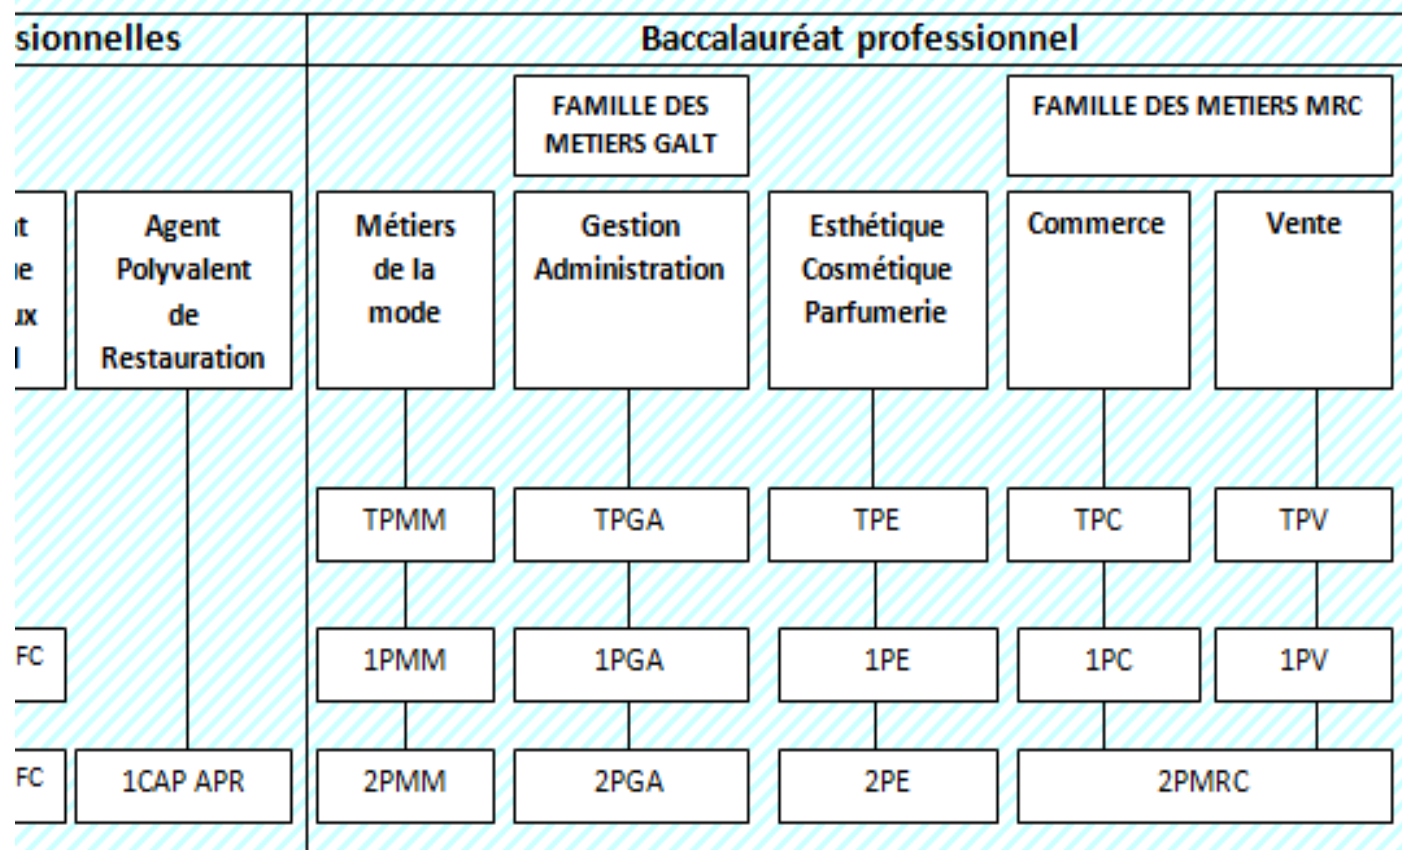 sionnelles
Baccalauréat professionnel
FAMILLE DES
METIERS GALT
FAMILLE DES METIERS MRC
Agent
Polyvalent
de
Restauration
Métiers
de la
mode
Gestion
Administration
Esthétique
Cosmétique
Parfumerie
Commerce
Vente
TPMM
TPGA
TPE
TPC
TPV
FC
1PMM
1PGA
1PE
1PC
1PV
FC
1CAP APR
2PMM
2PGA
2PE
2PMRC